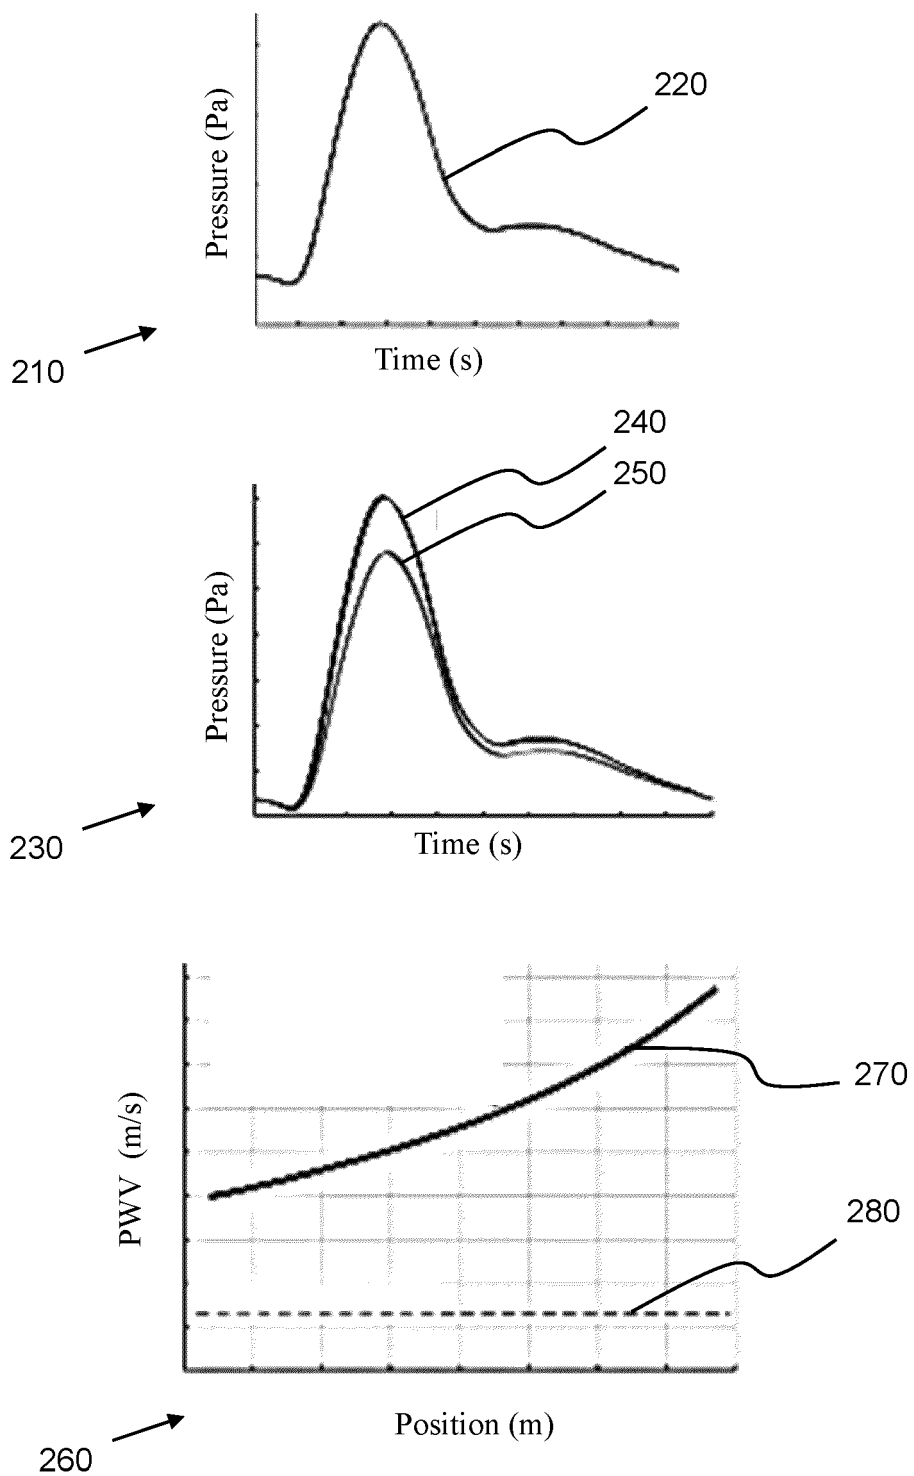 220
Pressure (Pa)
Time (s)
210
240
250
Pressure (Pa)
Time (s)
230
270
PWV (m/s)
280
Position (m)
260